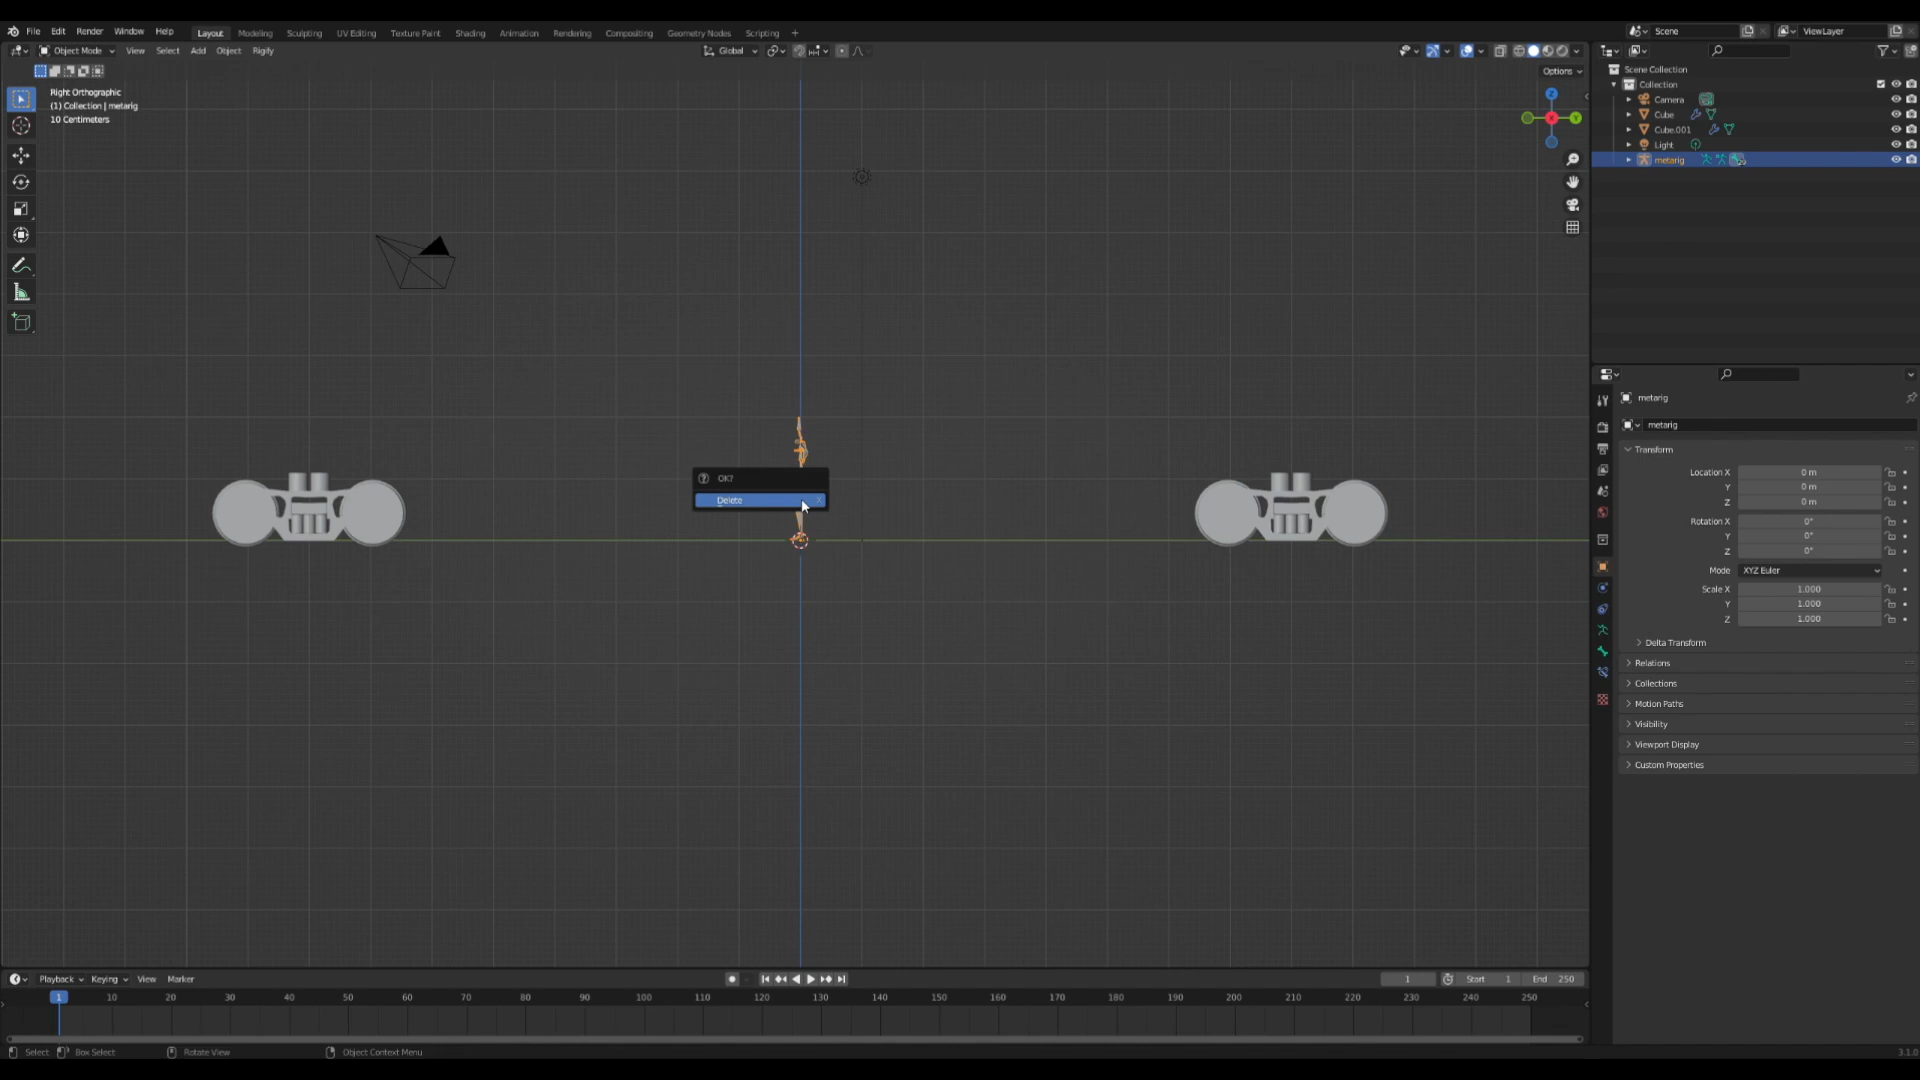 File Edit Render Window Help Layout Modeling Sculpting UV Editing Texture Paint Shading Animation Rendering Compositing Geometry Nodes Scripting + Scene ViewLayer
Object Mode View Select Add Object Rigify Global
Options
Right Orthographic
(1) Collection | metarig
10 Centimeters
Z
X
Y
OK?
Delete X
Scene Collection
Collection
Camera
Cube
Cube.001
Light
metarig
metarig
metarig
Transform
Location X 0 m
Y 0 m
Z 0 m
Rotation X 0°
Y 0°
Z 0°
Mode XYZ Euler
Scale X 1.000
Y 1.000
Z 1.000
Delta Transform
Relations
Collections
Motion Paths
Visibility
Viewport Display
Custom Properties
Playback Keying View Marker 1 Start 1 End 250
1 10 20 30 40 50 60 70 80 90 100 110 120 130 140 150 160 170 180 190 200 210 220 230 240 250
Select Box Select Rotate View Object Context Menu 3.1.0